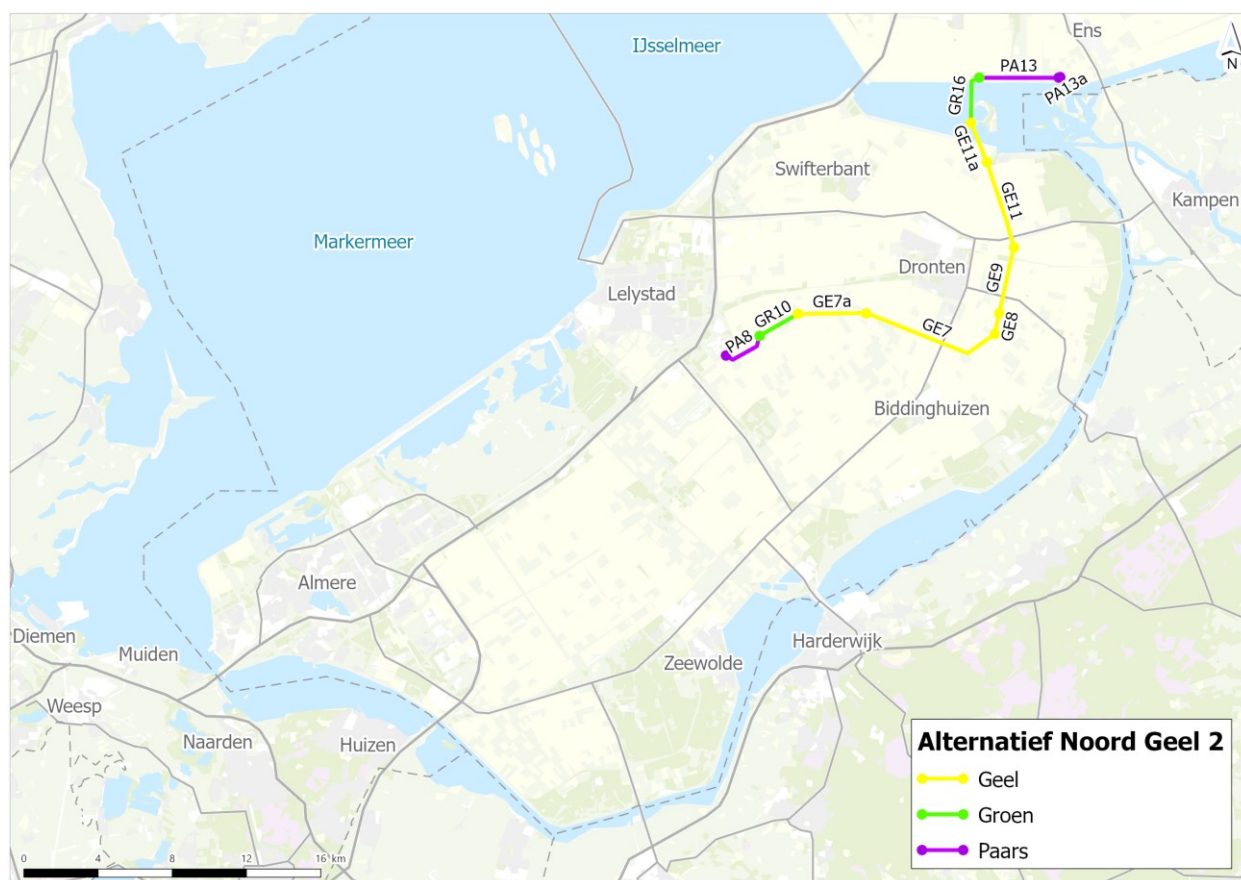 IJsselmeer
Ens
N
PA13
PA13a
GR16
GE11a
Swifterbant
GE11
Kampen
Markermeer
Dronten
Lelystad
GE9
GE7a
GR10
PA8
GE7
GE8
Biddinghuizen
Almere
Diemen
Muiden
Harderwijk
Zeewolde
Weesp
Naarden
Huizen
Alternatief Noord Geel 2
Geel
Groen
Paars
0 4 8 12 16 km